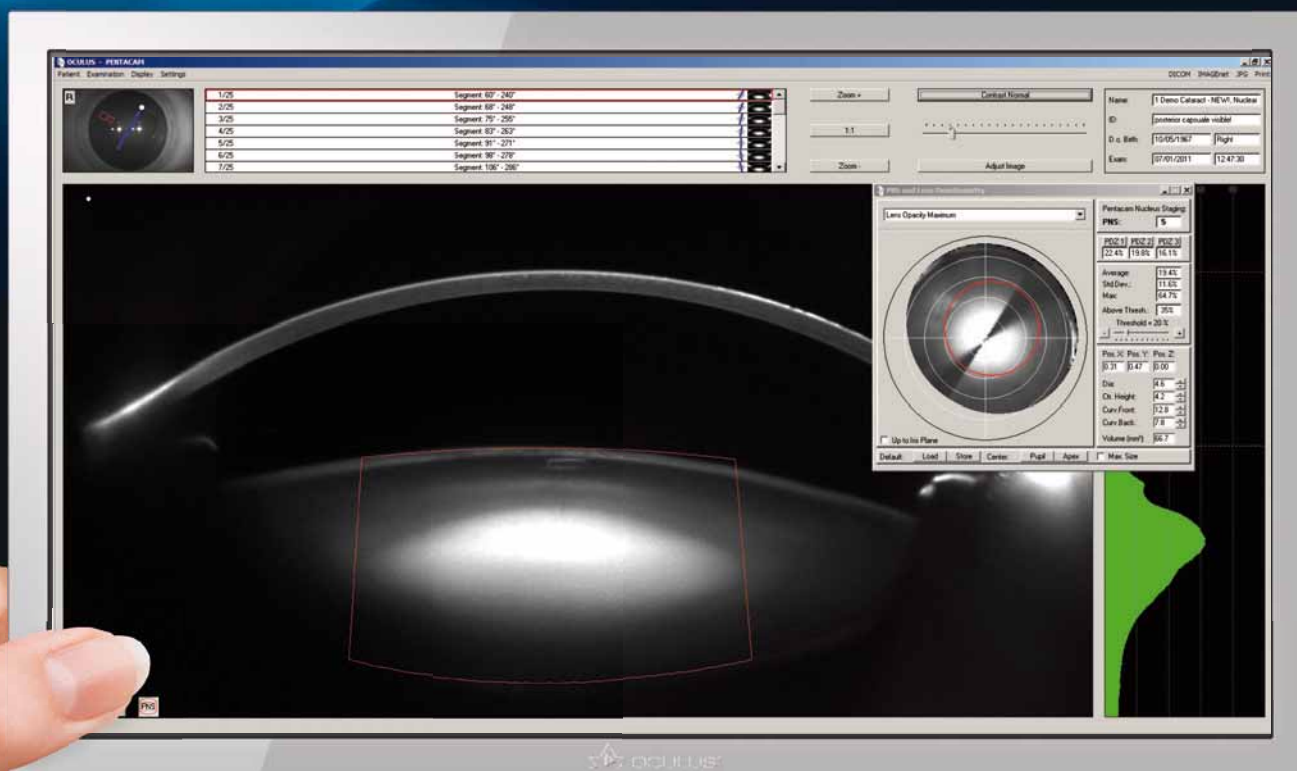 OCULUS - PENTACAM
Patient Examination Display Settings
DICOM IMAGEnet JPG Print
R
1/25 Segment: 60° - 240°
2/25 Segment: 68° - 248°
3/25 Segment: 75° - 255°
4/25 Segment: 83° - 263°
5/25 Segment: 91° - 271°
6/25 Segment: 98° - 278°
7/25 Segment: 106° - 286°
Zoom +
1:1
Zoom -
Contrast Normal
Adjust Image
Name: 1 Demo Cataract - NEW!, Nuclear
ID: posterior capsuale visible!
D. o. Birth: 10/05/1967 Right
Exam: 07/01/2011 12:47:30
PNS and Lens Densitometry
Lens Opacity Maximum
Up to Iris Plane
Pentacam Nucleus Staging:
PNS: 5
PDZ 1 PDZ 2 PDZ 3
22.4% 19.8% 16.1%
Average: 19.4%
Std.Dev.: 11.6%
Max: 64.7%
Above Thresh.: 35%
Threshold = 20 %
- +
Pos. X: Pos. Y: Pos. Z:
0.31 0.47 0.00
Dia: 4.6
Ctr. Height: 4.2
Curv.Front: 12.8
Curv.Back: 7.8
Volume (mm³): 66.7
Default: Load Store Center: Pupil Apex Max. Size
PNS
OCULUS